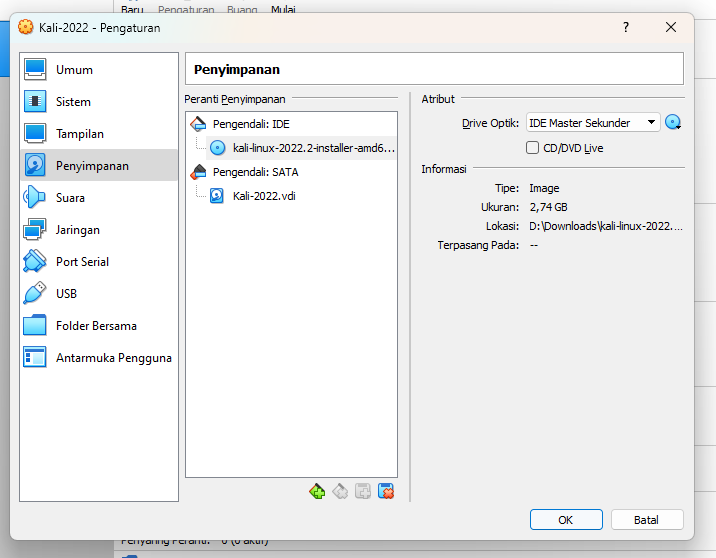 Baru Pengaturan Buang Mulai
Kali-2022 - Pengaturan
Umum
Sistem
Tampilan
Penyimpanan
Suara
Jaringan
Port Serial
USB
Folder Bersama
Antarmuka Pengguna
Penyimpanan
Peranti Penyimpanan
Pengendali: IDE
kali-linux-2022.2-installer-amd6...
Pengendali: SATA
Kali-2022.vdi
Atribut
Drive Optik: IDE Master Sekunder
CD/DVD Live
Informasi
Tipe: Image
Ukuran: 2,74 GB
Lokasi: D:\Downloads\kali-linux-2022....
Terpasang Pada: --
OK Batal
Penyaring Peranti: 0 (0 aktif)